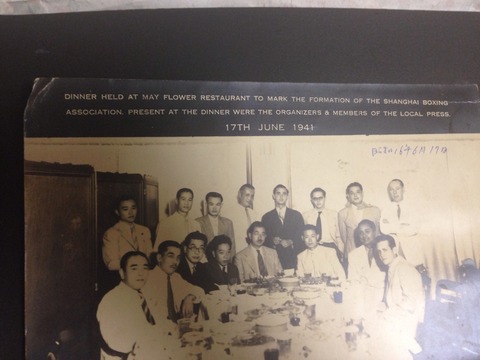 DINNER HELD AT MAY FLOWER RESTAURANT TO MARK THE FORMATION OF THE SHANGHAI BOXING
ASSOCIATION. PRESENT AT THE DINNER WERE THE ORGANIZERS & MEMBERS OF THE LOCAL PRESS.
17TH JUNE 1941